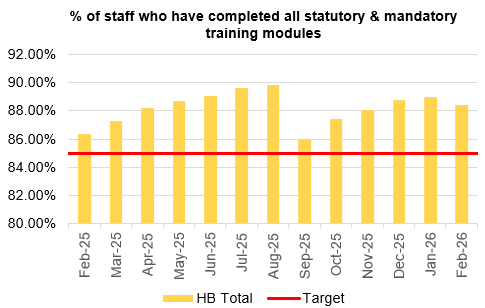 % of staff who have completed all statutory & mandatory
training modules
92.00%
90.00%
88.00%
86.00%
84.00%
82.00%
80.00%
Feb-25
Mar-25
Apr-25
May-25
Jun-25
Jul-25
Aug-25
Sep-25
Oct-25
Nov-25
Dec-25
Jan-26
Feb-26
HB Total
Target